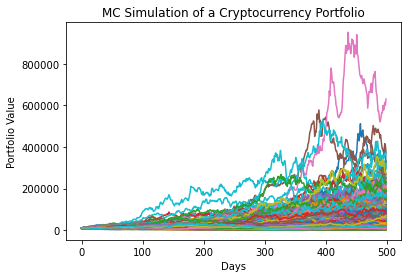 MC Simulation of a Cryptocurrency Portfolio
Portfolio Value
800000
600000
400000
200000
0
0 100 200 300 400 500
Days